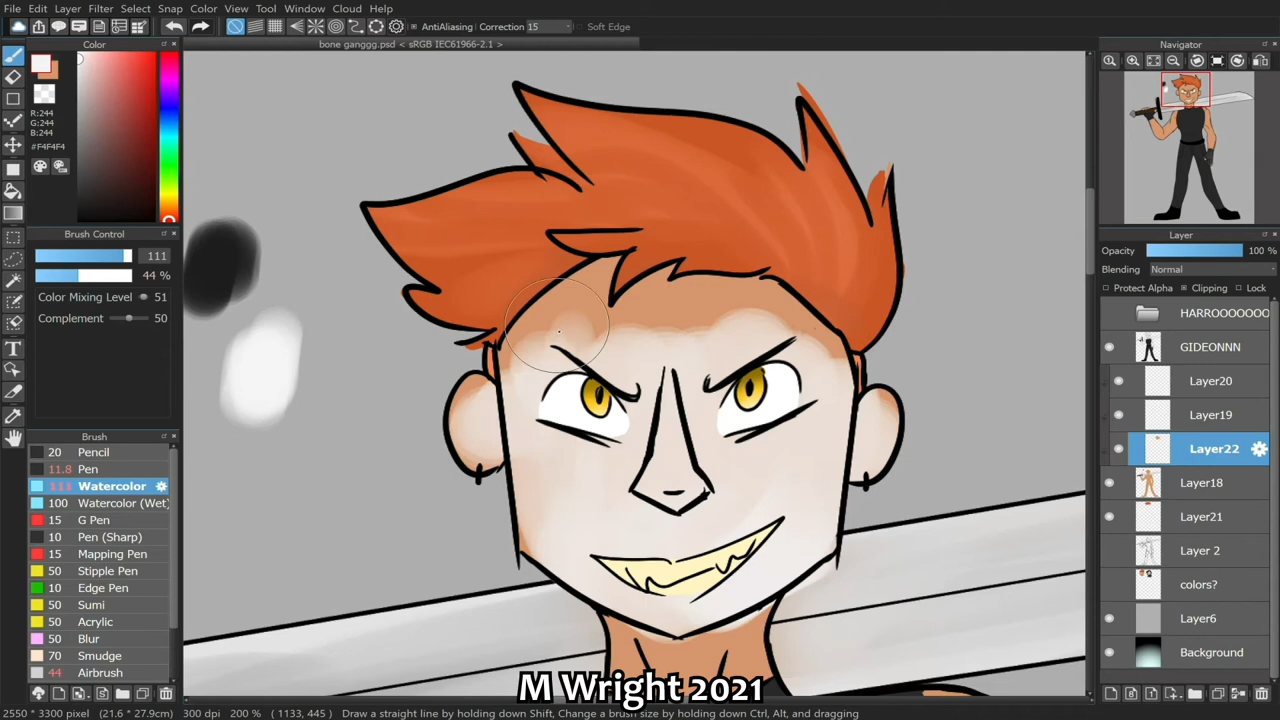 File Edit Layer Filter Select Snap Color View Tool Window Cloud Help
AntiAliasing Correction 15 Soft Edge
bone ganggg.psd < sRGB IEC61966-2.1 >
Color
R:244
G:244
B:244
#F4F4F4
Brush Control
111
44 %
Color Mixing Level 51
Complement 50
Brush
20 Pencil
11.8 Pen
111 Watercolor
100 Watercolor (Wet)
15 G Pen
10 Pen (Sharp)
15 Mapping Pen
50 Stipple Pen
10 Edge Pen
50 Sumi
50 Acrylic
50 Blur
70 Smudge
44 Airbrush
Navigator
Layer
Opacity 100 %
Blending Normal
Protect Alpha Clipping Lock
HARROOOOOOO
GIDEONNN
Layer20
Layer19
Layer22
Layer18
Layer21
Layer 2
colors?
Layer6
Background
M Wright 2021
2550 * 3300 pixel (21.6 * 27.9cm) 300 dpi 200 % ( 1133, 445) Draw a straight line by holding down Shift, Change a brush size by holding down Ctrl, Alt, and dragging